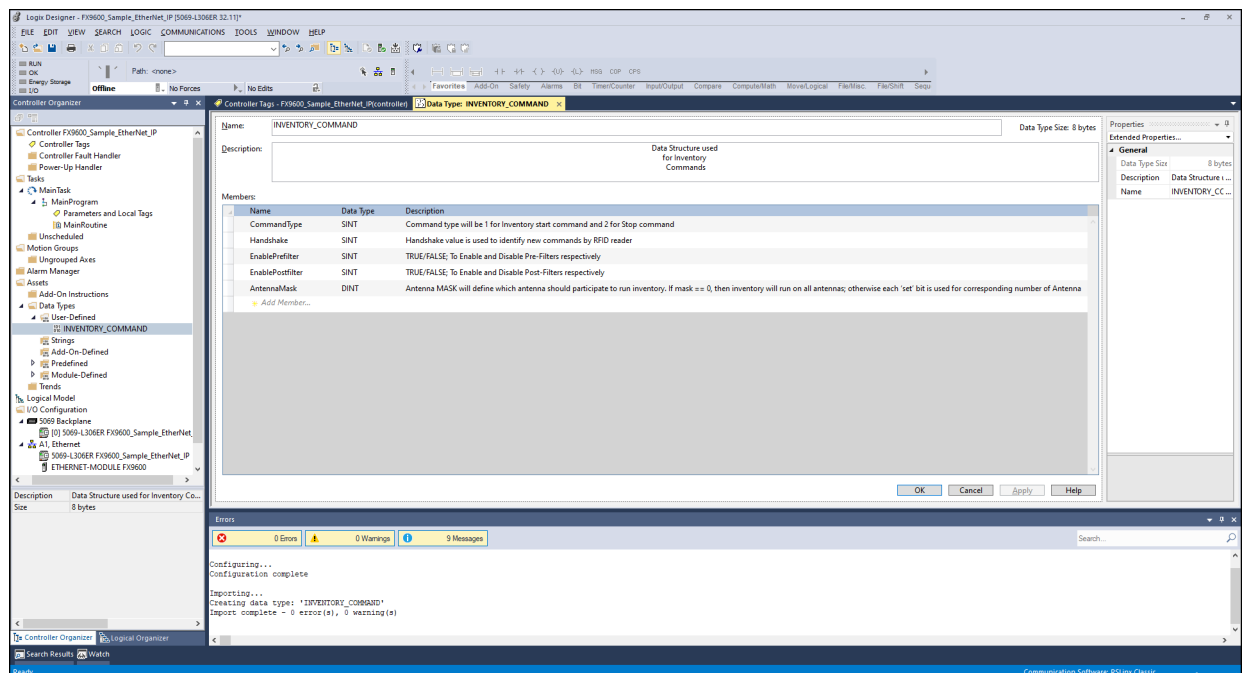 Logix Designer - FX9600_Sample_EtherNet_IP [5069-L306ER 32.11]*
FILE EDIT VIEW SEARCH LOGIC COMMUNICATIONS TOOLS WINDOW HELP
RUN
OK
Energy Storage
I/O
Path: <none>
Offline
No Forces
No Edits
HSS COP CPS
Favorites Add-On Safety Alarms Bit Timer/Counter Input/Output Compare Compute/Math Move/Logical File/Misc. File/Shift Sequ
Controller Organizer
Controller Tags - FX9600_Sample_EtherNet_IP(controller)
Data Type: INVENTORY_COMMAND
Controller FX9600_Sample_EtherNet_IP
Controller Tags
Controller Fault Handler
Power-Up Handler
Tasks
MainTask
MainProgram
Parameters and Local Tags
MainRoutine
Unscheduled
Motion Groups
Ungrouped Axes
Alarm Manager
Assets
Add-On Instructions
Data Types
User-Defined
INVENTORY_COMMAND
Strings
Add-On-Defined
Predefined
Module-Defined
Trends
Logical Model
I/O Configuration
5069 Backplane
[0] 5069-L306ER FX9600_Sample_EtherNet_
A1, Ethernet
5069-L306ER FX9600_Sample_EtherNet_IP
ETHERNET-MODULE FX9600
Description Data Structure used for Inventory Co...
Size 8 bytes
Controller Organizer
Logical Organizer
Name: INVENTORY_COMMAND
Data Type Size: 8 bytes
Description:
Data Structure used
for Inventory
Commands
Members:
Name Data Type Description
CommandType SINT Command type will be 1 for Inventory start command and 2 for Stop command
Handshake SINT Handshake value is used to identify new commands by RFID reader
EnablePrefilter SINT TRUE/FALSE; To Enable and Disable Pre-Filters respectively
EnablePostfilter SINT TRUE/FALSE; To Enable and Disable Post-Filters respectively
AntennaMask DINT Antenna MASK will define which antenna should participate to run inventory. If mask == 0, then inventory will run on all antennas; otherwise each 'set' bit is used for corresponding number of Antenna
Add Member...
OK Cancel Apply Help
Properties
Extended Properties...
General
Data Type Siz 8 bytes
Description Data Structure u ...
Name INVENTORY_CC ...
Errors
0 Errors
0 Warnings
9 Messages
Search...
Configuring...
Configuration complete
Importing...
Creating data type: 'INVENTORY_COMMAND'
Import complete - 0 error(s), 0 warning(s)
Search Results
Watch
Ready
Communication Software: RSLinx Classic